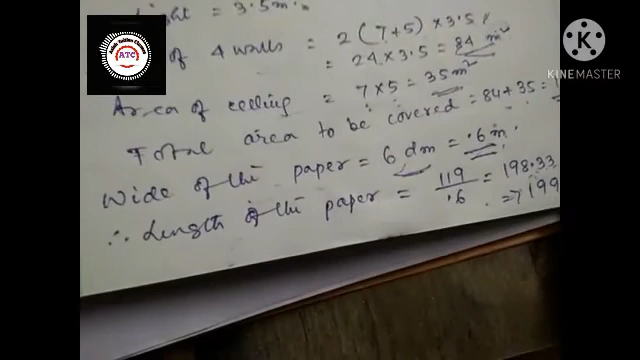 ight = 3.5m.
of 4 walls = 2(7+5) × 3.5
= 24 × 3.5 = 84 m²
Area of ceiling = 7 × 5 = 35 m²
Total area to be covered = 84 + 35 = 1
Wide of the paper = 6 dm = .6 m.
∴ Length of the paper = 119/.6 = 198.33
⇒ 199
ATC
KINEMASTER